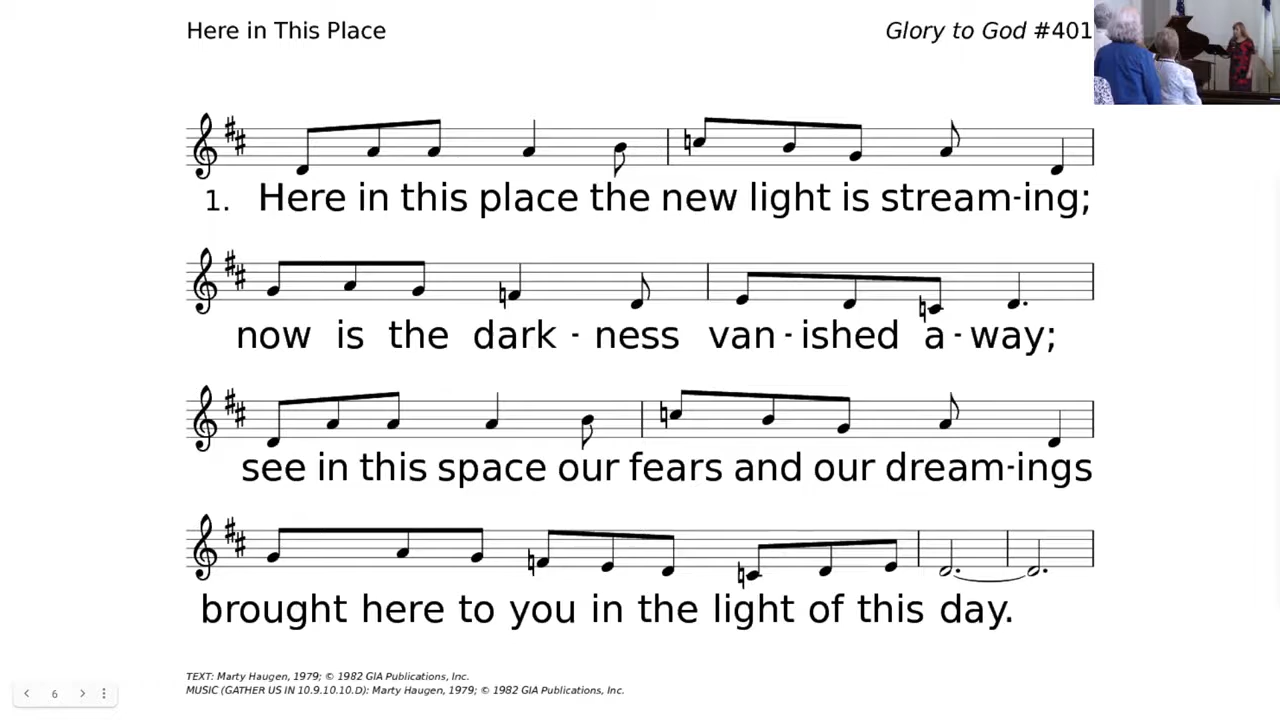 Here in This Place
Glory to God #401
1. Here in this place the new light is stream-ing;
now is the dark - ness van - ished a - way;
see in this space our fears and our dream-ings
brought here to you in the light of this day.
TEXT: Marty Haugen, 1979; © 1982 GIA Publications, Inc.
MUSIC (GATHER US IN 10.9.10.10.D): Marty Haugen, 1979; © 1982 GIA Publications, Inc.
6